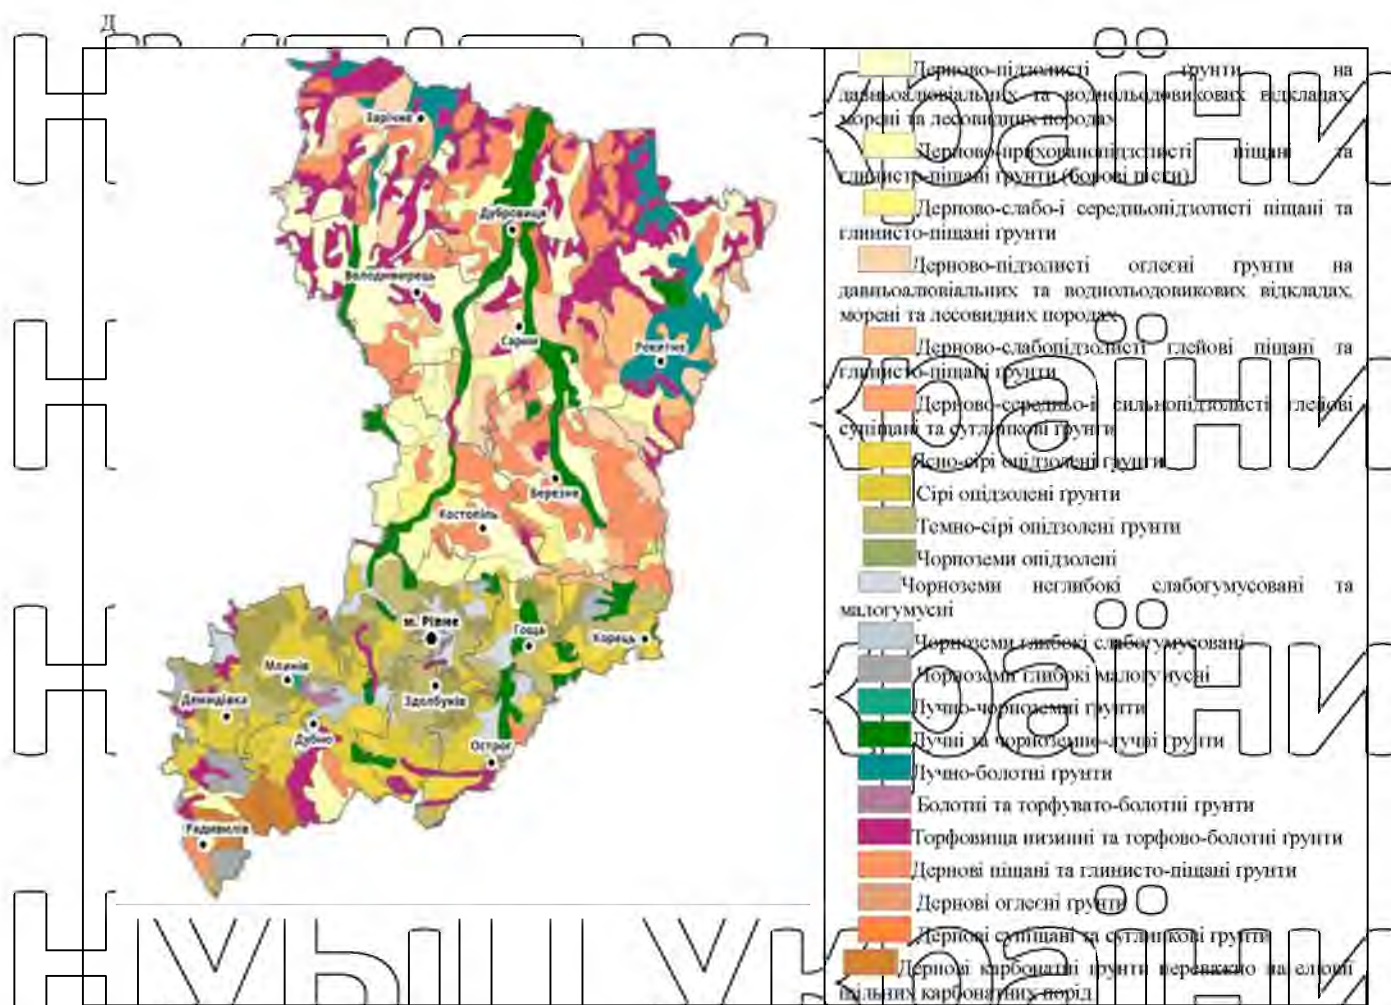 Д
Зарічне
Дубровиця
Володимирець
Сарни
Рокитне
Березне
Костопіль
м. Рівне
Гоща
Корець
Млинів
Здолбунів
Демидівка
Дубно
Острог
Радивилів
Дерново-підзолисті ґрунти на
давньоалювіальних та воднольодовикових відкладах,
морені та лесовидних породах
Дерново-прихованопідзолисті піщані та
глинисто-піщані ґрунти (борові піски)
Дерново-слабо-і середньопідзолисті піщані та
глинисто-піщані ґрунти
Дерново-підзолисті оглеєні ґрунти на
давньоалювіальних та воднольодовикових відкладах,
морені та лесовидних породах
Дерново-слабопідзолисті глейові піщані та
глинисто-піщані ґрунти
Дерново-середньо-і сильнопідзолисті глейові
супіщані та суглинкові ґрунти
Ясно-сірі опідзолені ґрунти
Сірі опідзолені ґрунти
Темно-сірі опідзолені ґрунти
Чорноземи опідзолені
Чорноземи неглибокі слабогумусовані та
малогумусні
Чорноземи глибокі слабогумусовані
Чорноземи глибокі малогумусні
Лучно-чорноземні ґрунти
Лучні та чорноземно-лучні ґрунти
Лучно-болотні ґрунти
Болотні та торфувато-болотні ґрунти
Торфовища низинні та торфово-болотні ґрунти
Дернові піщані та глинисто-піщані ґрунти
Дернові оглеєні ґрунти
Дернові супіщані та суглинкові ґрунти
Дернові карбонатні ґрунти переважно на елювії
щільних карбонатних порід